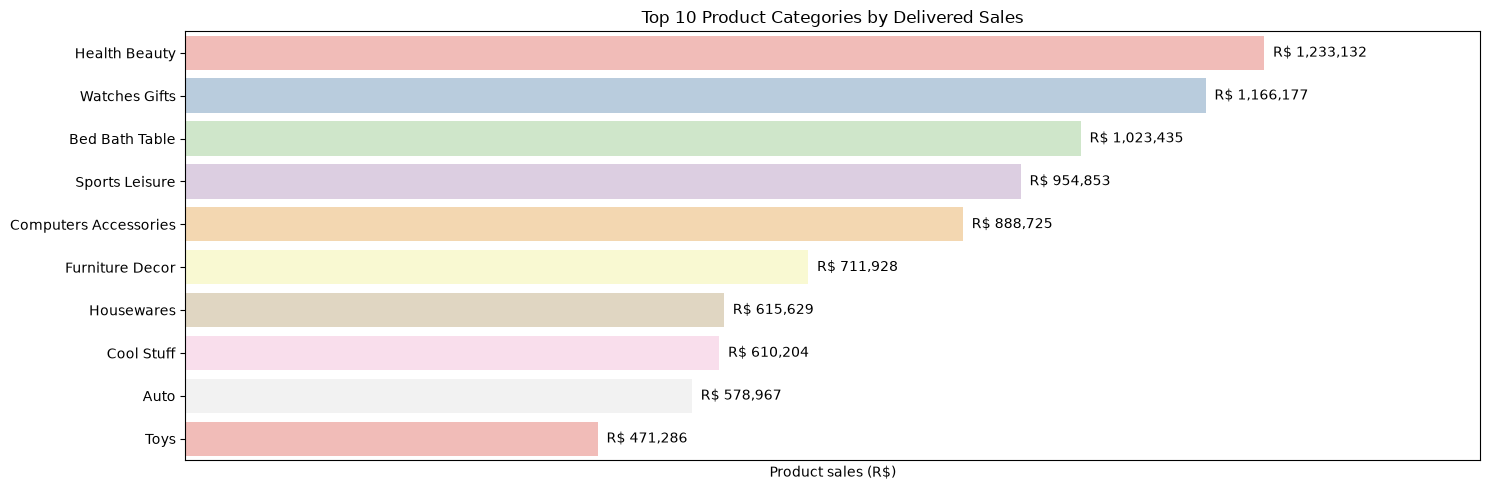 Top 10 Product Categories by Delivered Sales
Health Beauty R$ 1,233,132
Watches Gifts R$ 1,166,177
Bed Bath Table R$ 1,023,435
Sports Leisure R$ 954,853
Computers Accessories R$ 888,725
Furniture Decor R$ 711,928
Housewares R$ 615,629
Cool Stuff R$ 610,204
Auto R$ 578,967
Toys R$ 471,286
Product sales (R$)